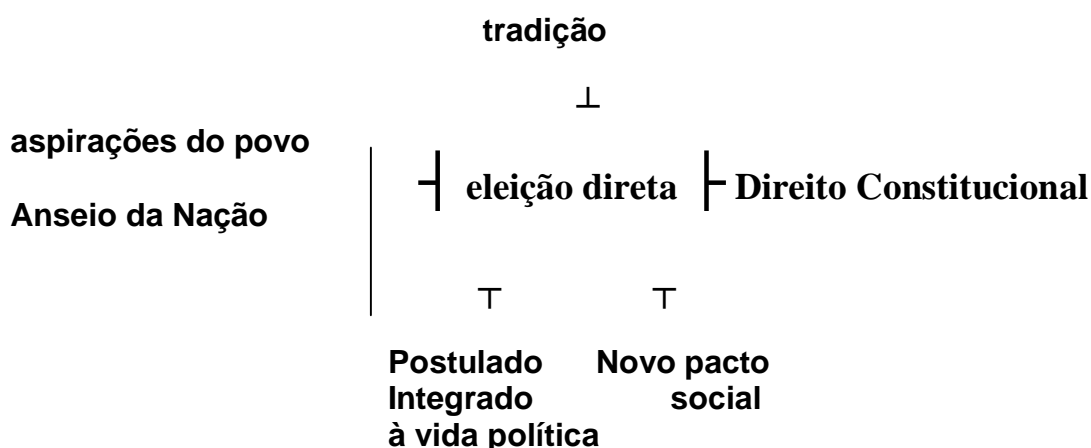 tradição
aspirações do povo
eleição direta
Direito Constitucional
Anseio da Nação
Postulado Novo pacto
Integrado social
à vida política